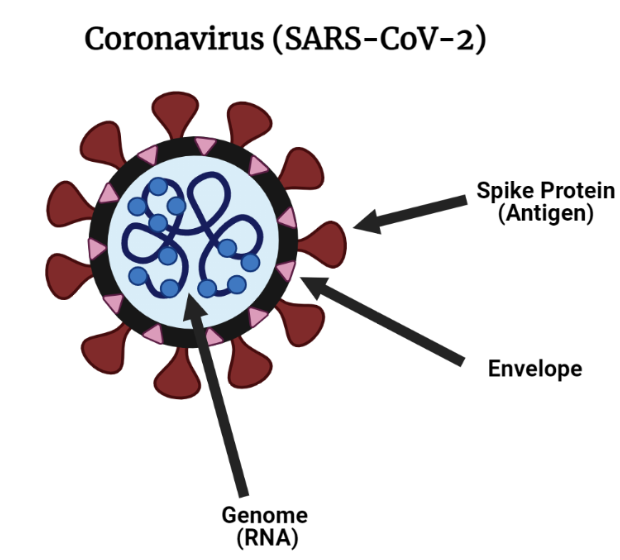 Coronavirus (SARS-CoV-2)
Spike Protein
(Antigen)
Envelope
Genome
(RNA)